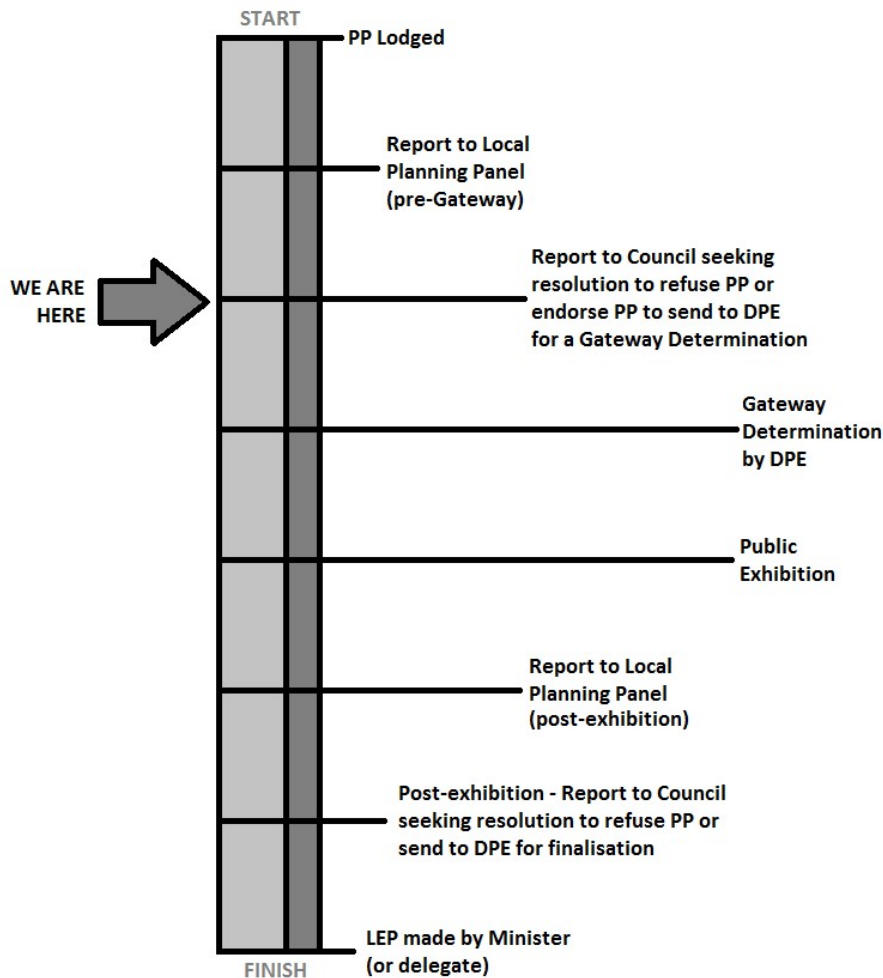 START
PP Lodged
Report to Local
Planning Panel
(pre-Gateway)
WE ARE
HERE
Report to Council seeking
resolution to refuse PP or
endorse PP to send to DPE
for a Gateway Determination
Gateway
Determination
by DPE
Public
Exhibition
Report to Local
Planning Panel
(post-exhibition)
Post-exhibition - Report to Council
seeking resolution to refuse PP or
send to DPE for finalisation
LEP made by Minister
(or delegate)
FINISH